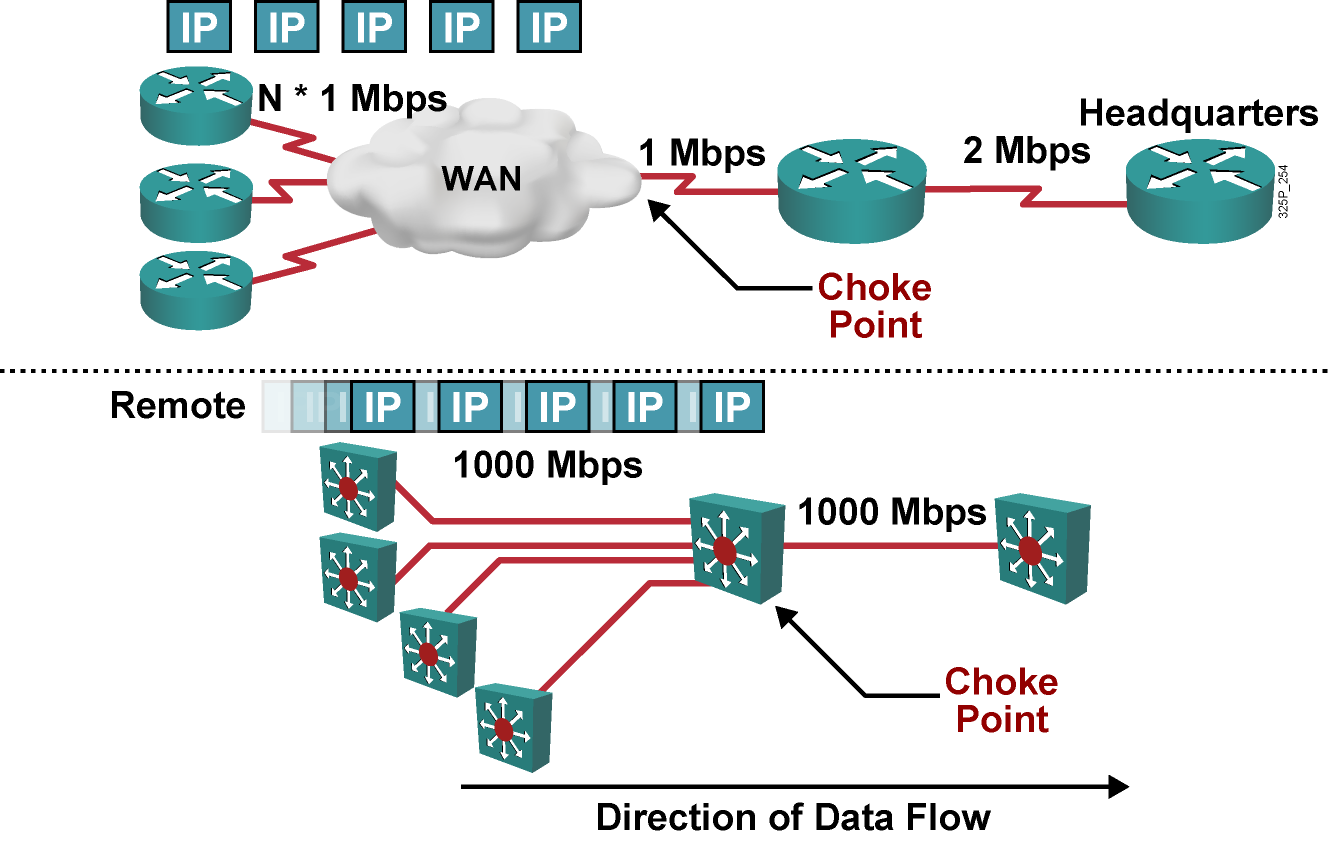 IP IP IP IP IP
N * 1 Mbps
Headquarters
WAN
1 Mbps
2 Mbps
325P_254
Choke
Point
Remote
IP IP IP IP IP
1000 Mbps
1000 Mbps
Choke
Point
Direction of Data Flow